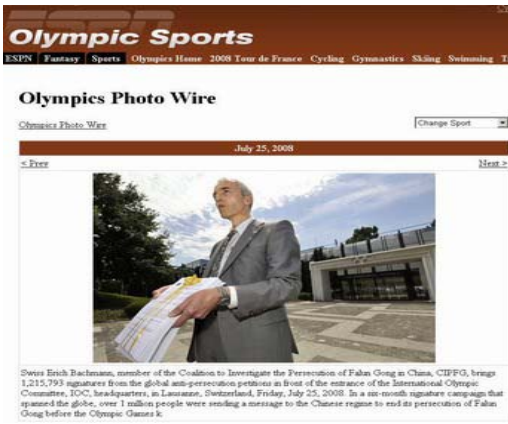 ESPN
Olympic Sports
ESPN Fantasy Sports Olympics Home 2008 Tour de France Cycling Gymnastics Skiing Swimming T
Olympics Photo Wire
Olympics Photo Wire
Change Sport
July 25, 2008
< Prev
Next >
Swiss Erich Bachmann, member of the Coalition to Investigate the Persecution of Falun Gong in China, CIPFG, brings
1,215,793 signatures from the global anti-persecution petitions in front of the entrance of the International Olympic
Committee, IOC, headquarters, in Lausanne, Switzerland, Friday, July 25, 2008. In a six-month signature campaign that
spanned the globe, over 1 million people were sending a message to the Chinese regime to end its persecution of Falun
Gong before the Olympic Games k